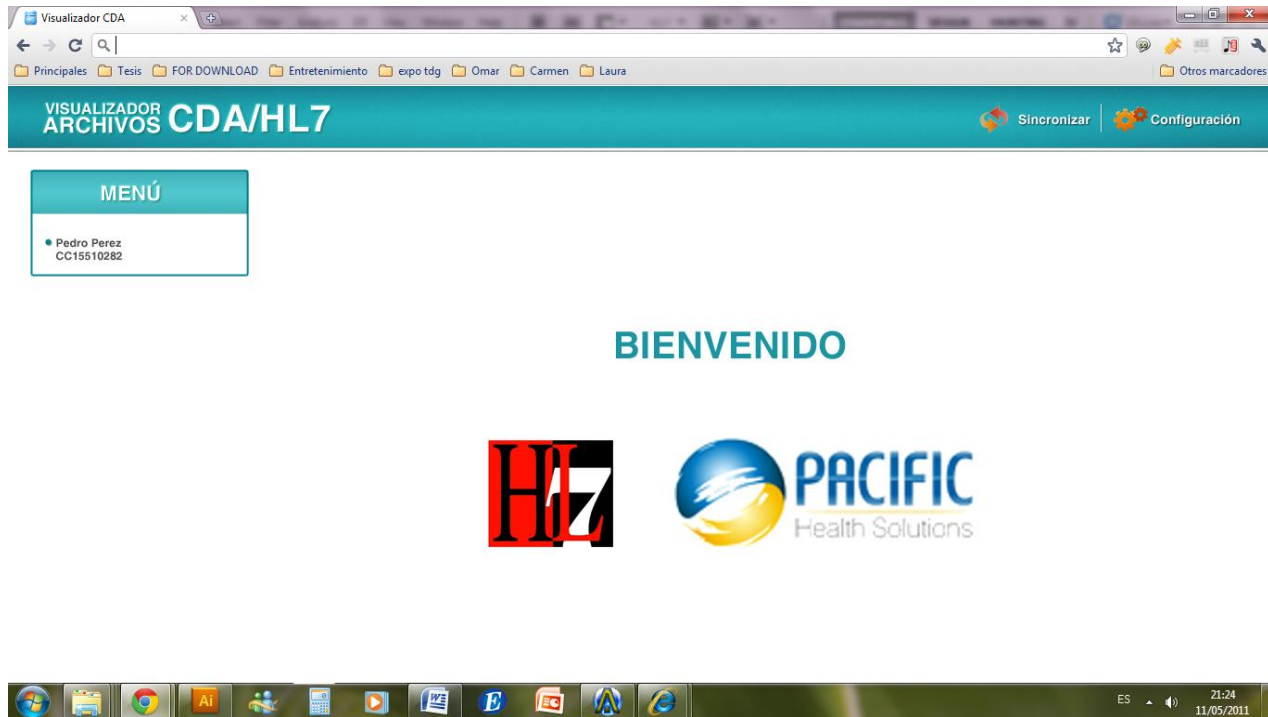 Visualizador CDA
Principales Tesis FOR DOWNLOAD Entretenimiento expo tdg Omar Carmen Laura Otros marcadores
VISUALIZADOR
ARCHIVOS CDA/HL7
Sincronizar Configuración
MENÚ
Pedro Perez
CC15510282
BIENVENIDO
HL7
PACIFIC
Health Solutions
Ai
ES 21:24
11/05/2011